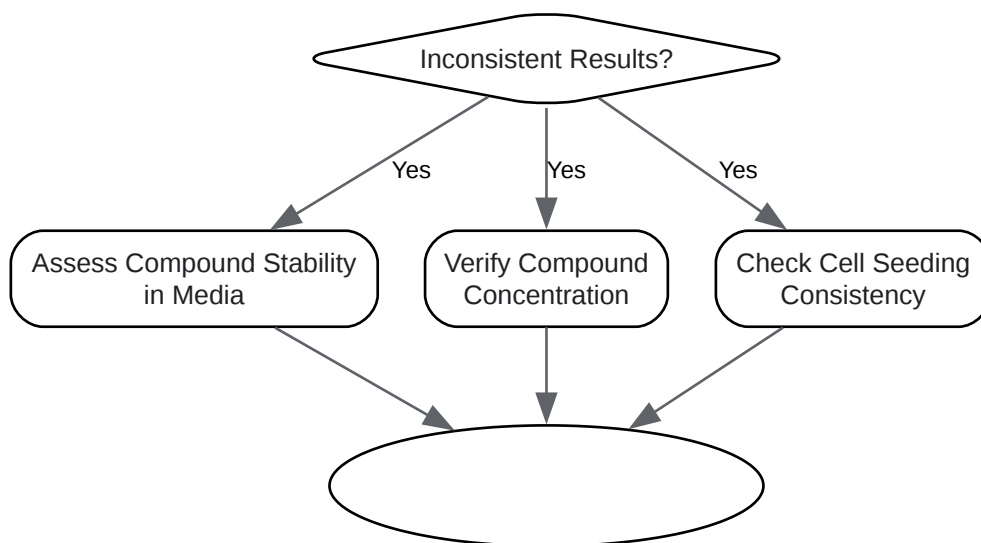 Inconsistent Results?
Yes
Yes
Yes
Assess Compound Stability
in Media
Verify Compound
Concentration
Check Cell Seeding
Consistency